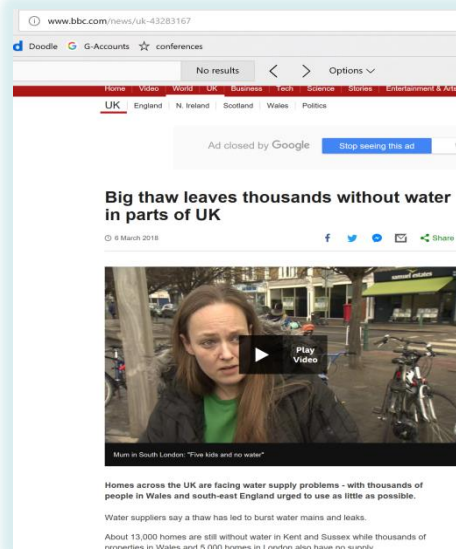 www.bbc.com/news/uk-43283167
Doodle G-Accounts conferences
No results Options
Home Video World UK Business Tech Science Stories Entertainment & Arts
UK England N. Ireland Scotland Wales Politics
Ad closed by Google Stop seeing this ad
Big thaw leaves thousands without water
in parts of UK
6 March 2018 Share
samuel estates
Play
Video
Mum in South London: "Five kids and no water"
Homes across the UK are facing water supply problems - with thousands of
people in Wales and south-east England urged to use as little as possible.
Water suppliers say a thaw has led to burst water mains and leaks.
About 13,000 homes are still without water in Kent and Sussex while thousands of
properties in Wales and 5,000 homes in London also have no supply.